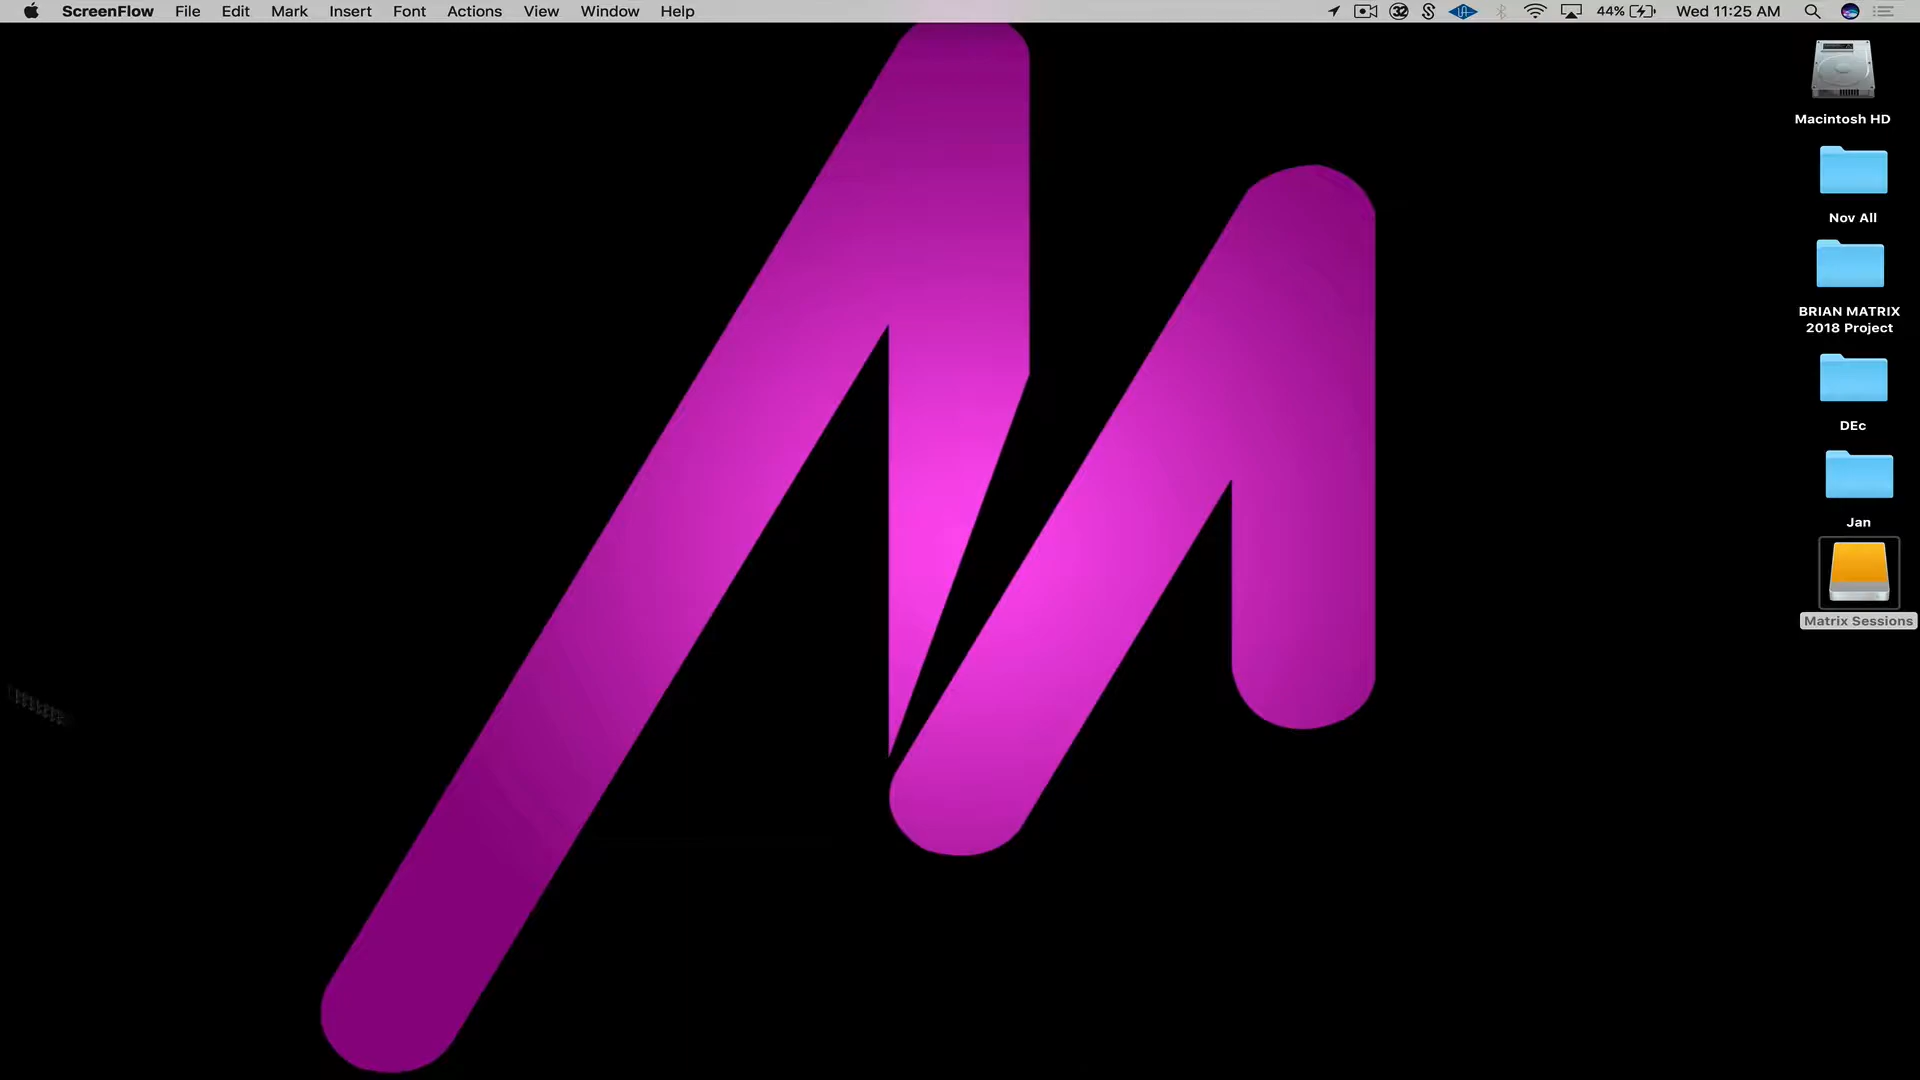 ScreenFlow File Edit Mark Insert Font Actions View Window Help 32 44% Wed 11:25 AM
Macintosh HD
Nov All
BRIAN MATRIX
2018 Project
DEc
Jan
Matrix Sessions